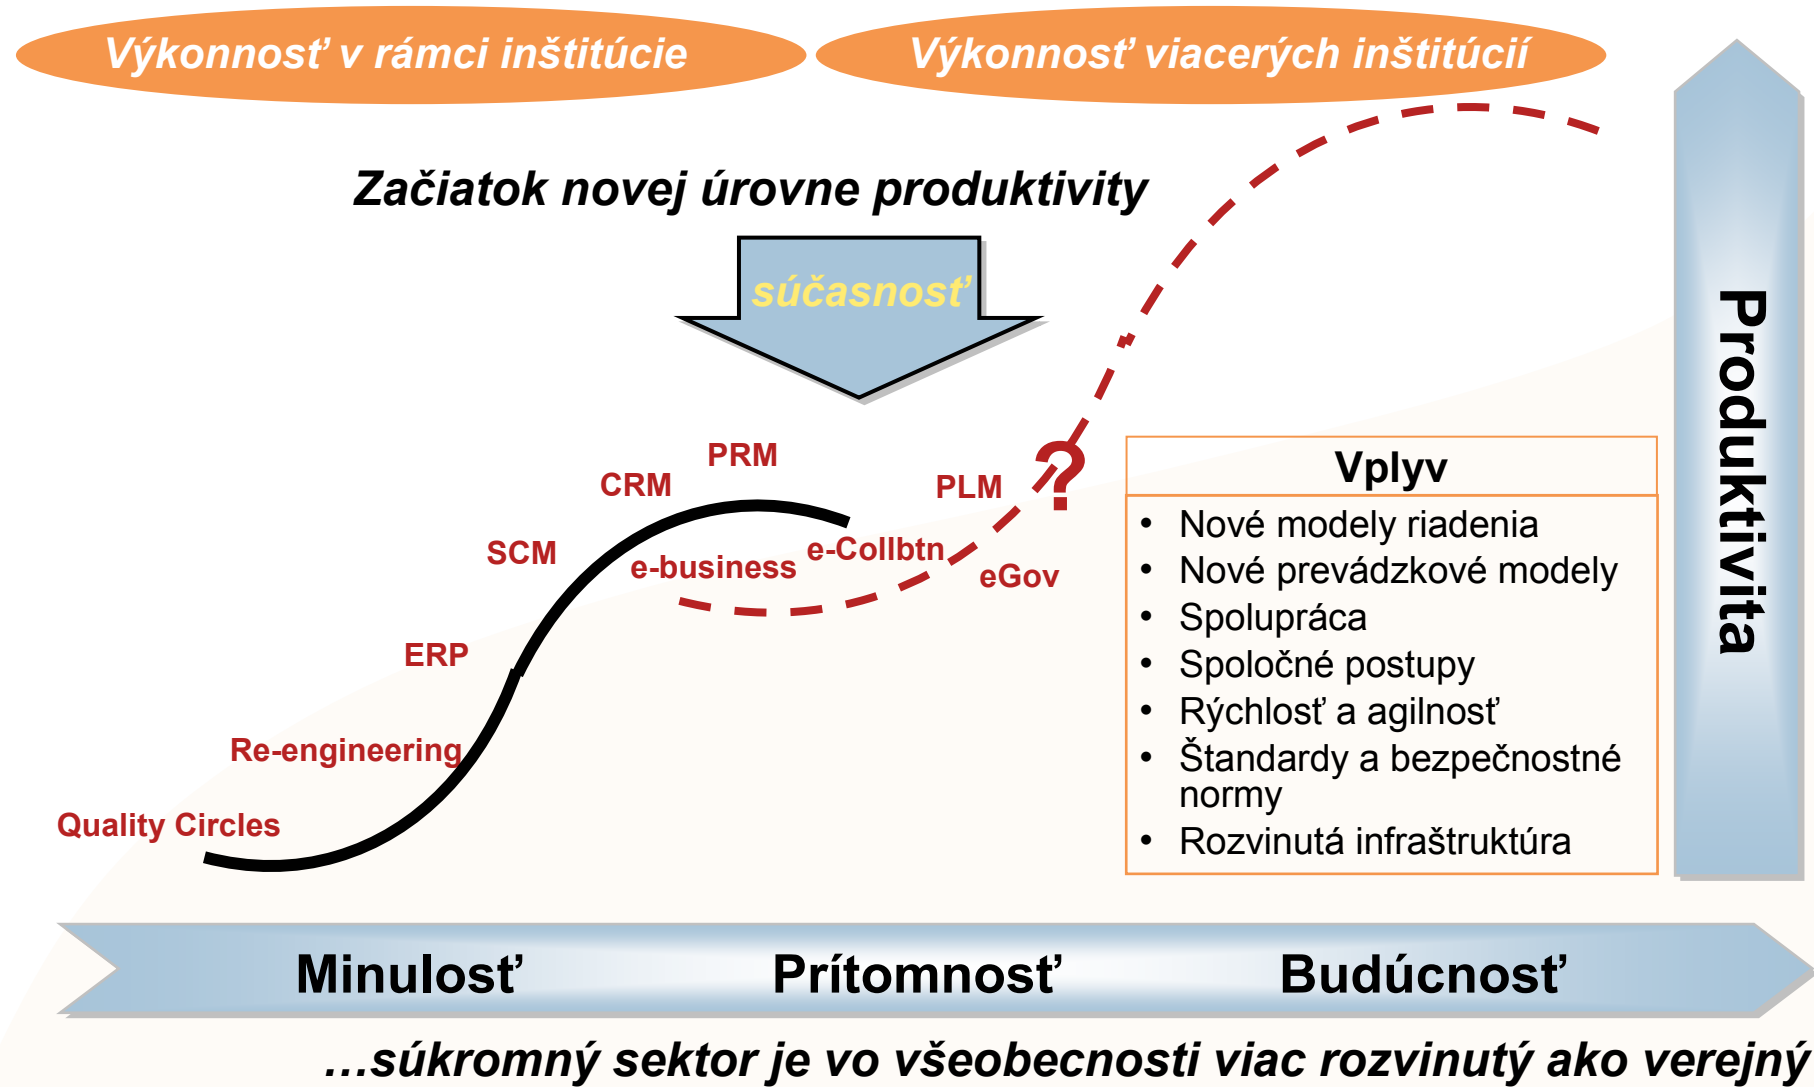 Výkonnosť v rámci inštitúcie
Výkonnosť viacerých inštitúcií
Začiatok novej úrovne produktivity
súčasnosť
Produktivita
PRM
CRM
PLM
?
SCM
e-business
e-Collbtn
eGov
ERP
Re-engineering
Quality Circles
Vplyv
• Nové modely riadenia
• Nové prevádzkové modely
• Spolupráca
• Spoločné postupy
• Rýchlosť a agilnosť
• Štandardy a bezpečnostné
normy
• Rozvinutá infraštruktúra
Minulosť
Prítomnosť
Budúcnosť
…súkromný sektor je vo všeobecnosti viac rozvinutý ako verejný